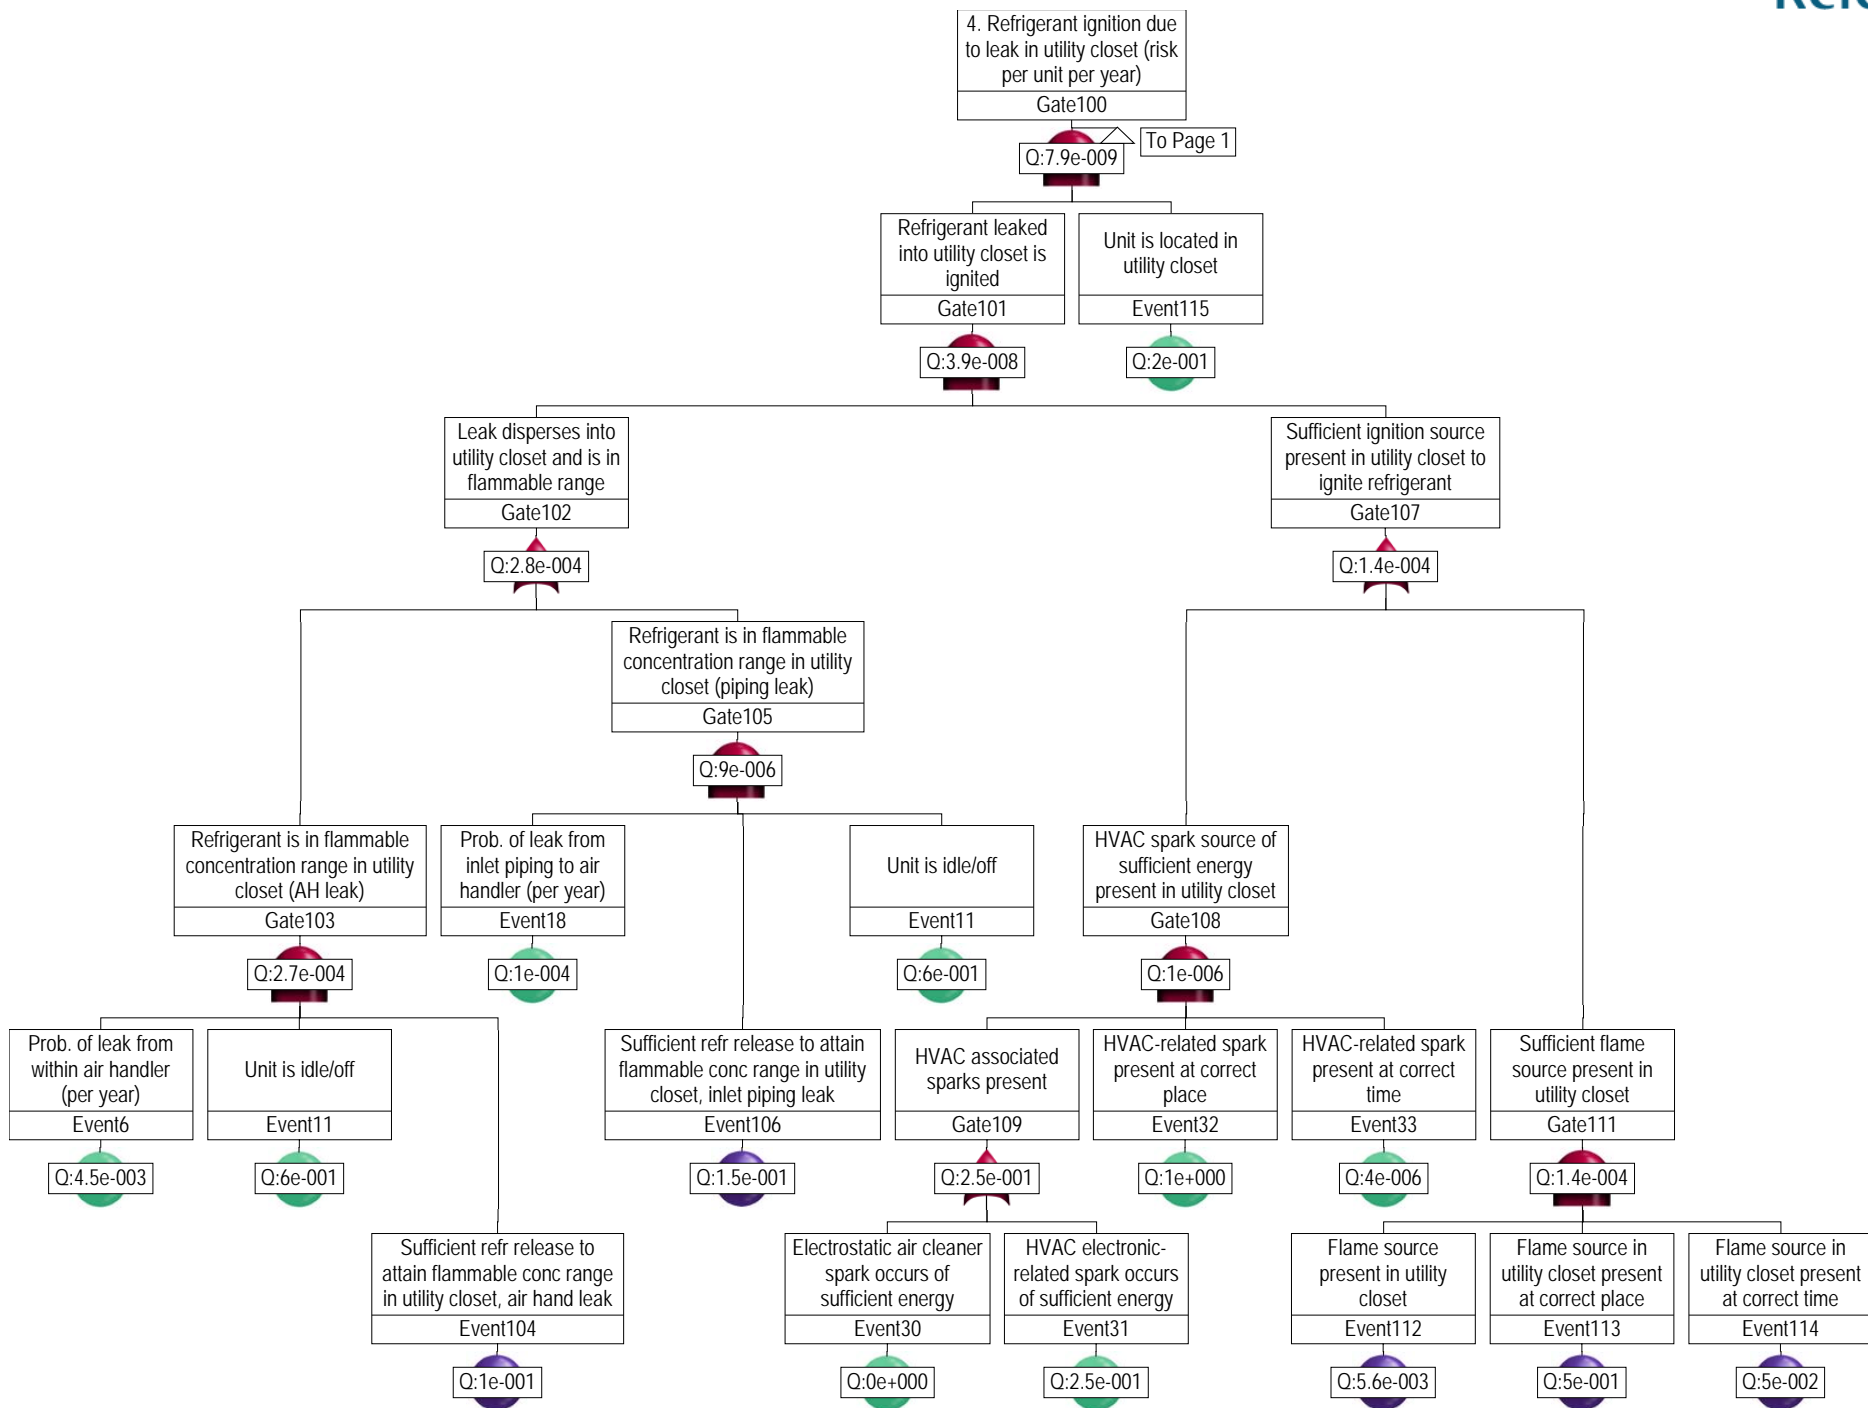 4. Refrigerant ignition due
to leak in utility closet (risk
per unit per year)
Gate100
To Page 1
Q:7.9e-009
Refrigerant leaked
into utility closet is
ignited
Gate101
Q:3.9e-008
Unit is located in
utility closet
Event115
Q:2e-001
Leak disperses into
utility closet and is in
flammable range
Gate102
Q:2.8e-004
Sufficient ignition source
present in utility closet to
ignite refrigerant
Gate107
Q:1.4e-004
Refrigerant is in flammable
concentration range in utility
closet (piping leak)
Gate105
Q:9e-006
Refrigerant is in flammable
concentration range in utility
closet (AH leak)
Gate103
Q:2.7e-004
Prob. of leak from
inlet piping to air
handler (per year)
Event18
Q:1e-004
Unit is idle/off
Event11
Q:6e-001
HVAC spark source of
sufficient energy
present in utility closet
Gate108
Q:1e-006
Prob. of leak from
within air handler
(per year)
Event6
Q:4.5e-003
Unit is idle/off
Event11
Q:6e-001
Sufficient refr release to attain
flammable conc range in utility
closet, inlet piping leak
Event106
Q:1.5e-001
HVAC associated
sparks present
Gate109
Q:2.5e-001
HVAC-related spark
present at correct
place
Event32
Q:1e+000
HVAC-related spark
present at correct
time
Event33
Q:4e-006
Sufficient flame
source present in
utility closet
Gate111
Q:1.4e-004
Sufficient refr release to
attain flammable conc range
in utility closet, air hand leak
Event104
Q:1e-001
Electrostatic air cleaner
spark occurs of
sufficient energy
Event30
Q:0e+000
HVAC electronic-
related spark occurs
of sufficient energy
Event31
Q:2.5e-001
Flame source
present in utility
closet
Event112
Q:5.6e-003
Flame source in
utility closet present
at correct place
Event113
Q:5e-001
Flame source in
utility closet present
at correct time
Event114
Q:5e-002